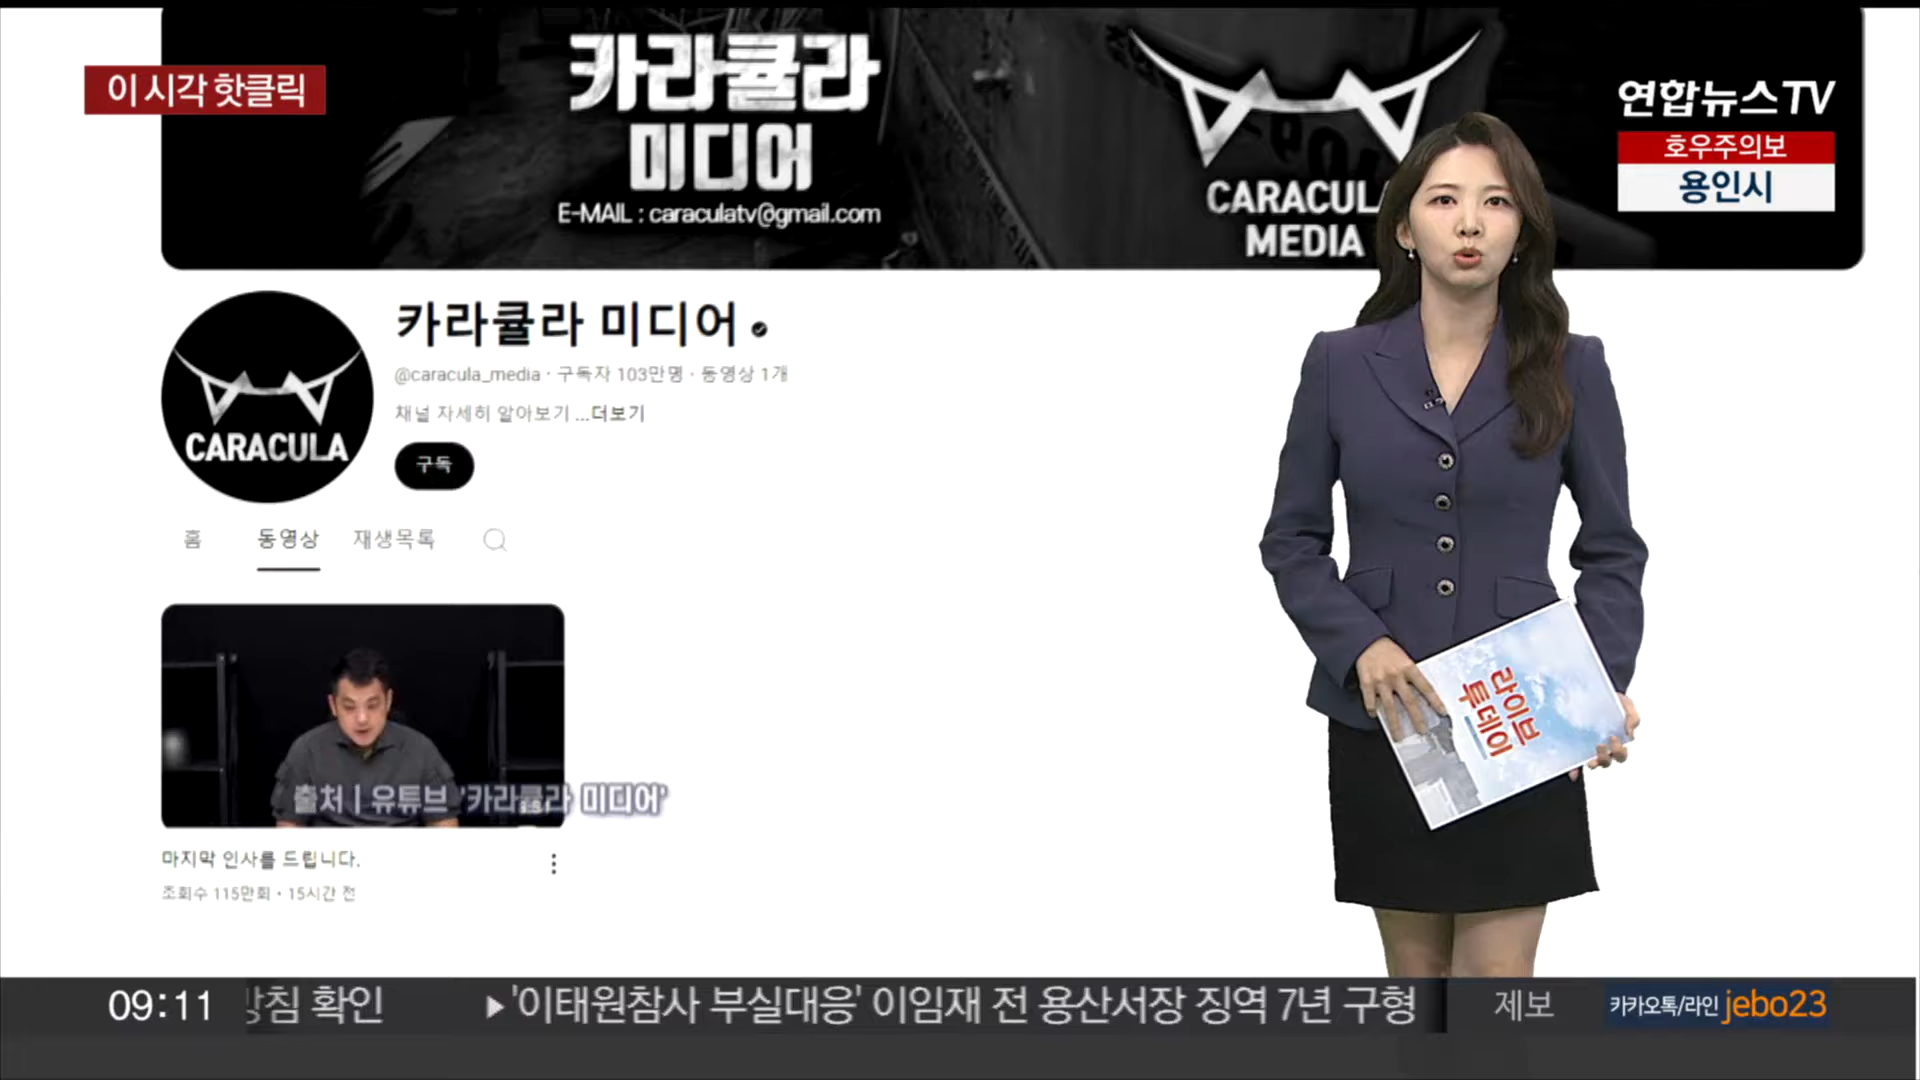 이 시각 핫클릭
카라큘라
미디어
E-MAIL : caraculatv@gmail.com
CARACUL
MEDIA
연합뉴스TV
호우주의보
용인시
CARACULA
카라큘라 미디어
@caracula_media · 구독자 103만명 · 동영상 1개
채널 자세히 알아보기 ...더보기
구독
홈 동영상 재생목록
출처 | 유튜브 '카라큘라 미디어'
마지막 인사를 드립니다.
조회수 115만회 • 15시간 전
라이브
투데이
09:11
방침 확인 ▶'이태원참사 부실대응' 이임재 전 용산서장 징역 7년 구형
제보 카카오톡/라인 jebo23